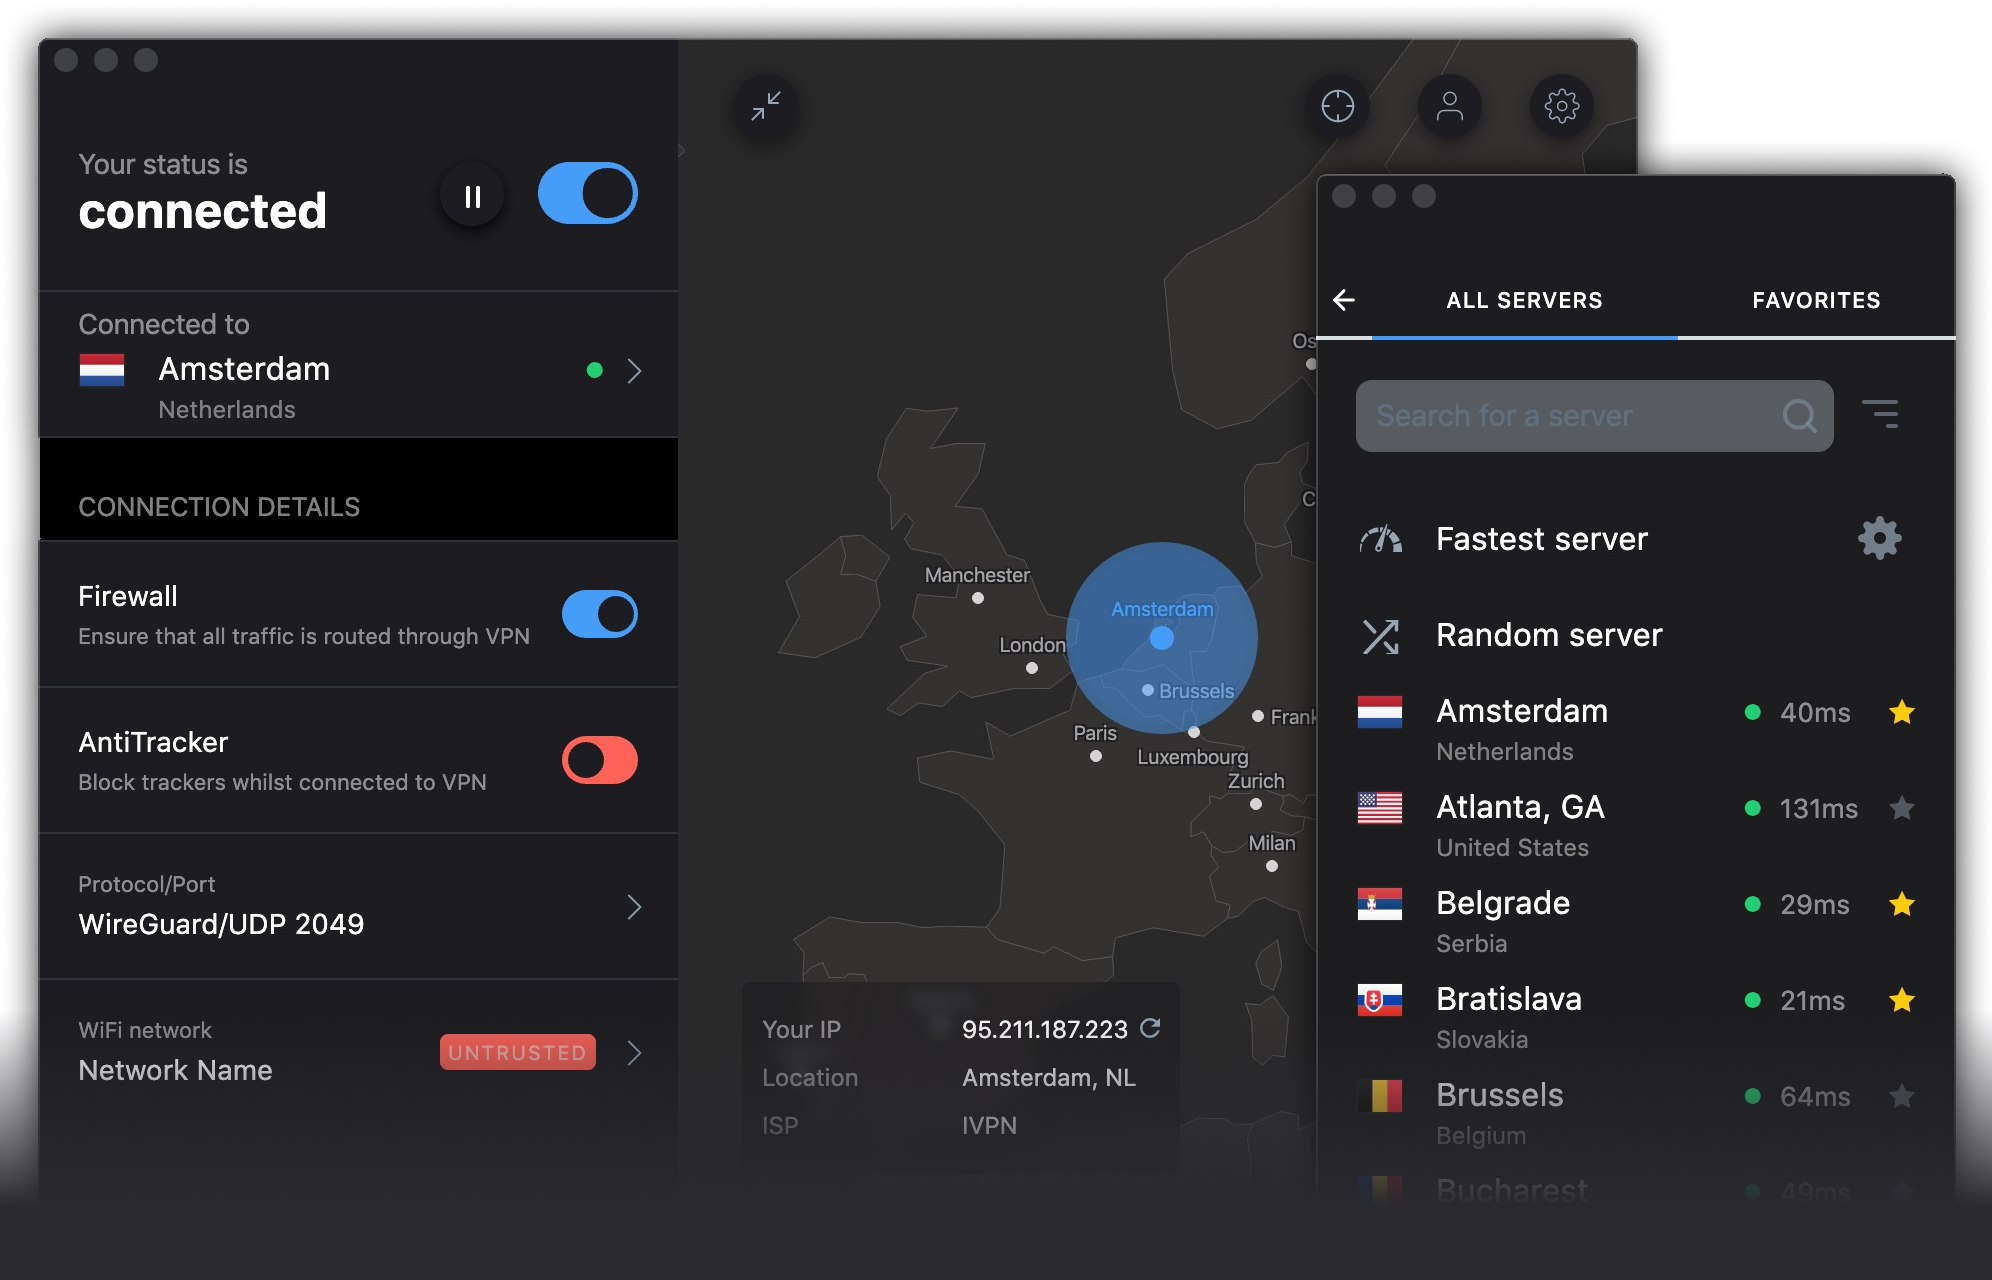 Your status is
connected
Connected to
Amsterdam
Netherlands
CONNECTION DETAILS
Firewall
Ensure that all traffic is routed through VPN
AntiTracker
Block trackers whilst connected to VPN
Protocol/Port
WireGuard/UDP 2049
WiFi network
Network Name
UNTRUSTED
Manchester
London
Amsterdam
Brussels
Paris
Luxembourg
Zurich
Milan
Your IP 95.211.187.223
Location Amsterdam, NL
ISP IVPN
ALL SERVERS FAVORITES
Search for a server
Fastest server
Random server
Amsterdam 40ms
Netherlands
Atlanta, GA 131ms
United States
Belgrade 29ms
Serbia
Bratislava 21ms
Slovakia
Brussels 64ms
Belgium
Bucharest 49ms